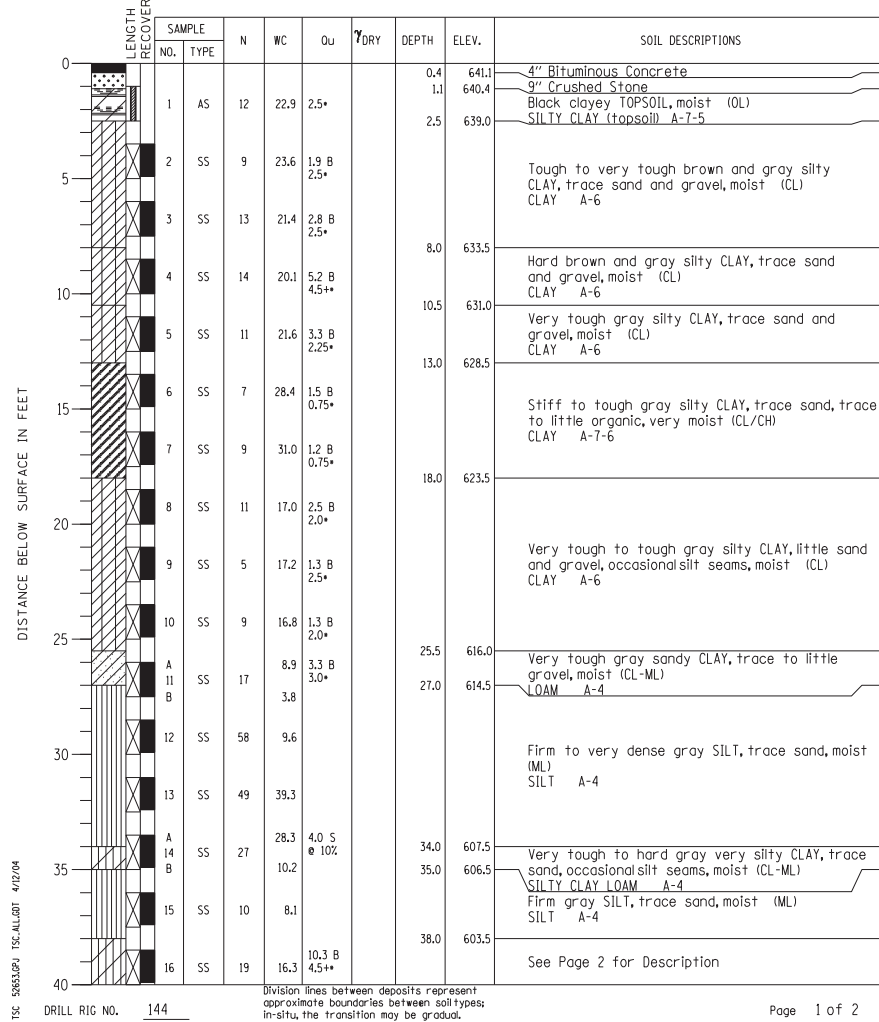 LENGTH
RECOVERY
SAMPLE
NO. TYPE N WC Qu γDRY DEPTH ELEV. SOIL DESCRIPTIONS
0
0.4 641.1 4" Bituminous Concrete
1.1 640.4 9" Crushed Stone
1 AS 12 22.9 2.5* Black clayey TOPSOIL, moist (OL)
2.5 639.0 SILTY CLAY (topsoil) A-7-5
2 SS 9 23.6 1.9 B
2.5*
Tough to very tough brown and gray silty
CLAY, trace sand and gravel, moist (CL)
CLAY A-6
5
3 SS 13 21.4 2.8 B
2.5*
8.0 633.5
Hard brown and gray silty CLAY, trace sand
and gravel, moist (CL)
CLAY A-6
4 SS 14 20.1 5.2 B
4.5+*
10
10.5 631.0
Very tough gray silty CLAY, trace sand and
gravel, moist (CL)
CLAY A-6
5 SS 11 21.6 3.3 B
2.25*
13.0 628.5
6 SS 7 28.4 1.5 B
0.75*
15
Stiff to tough gray silty CLAY, trace sand, trace
to little organic, very moist (CL/CH)
CLAY A-7-6
7 SS 9 31.0 1.2 B
0.75*
18.0 623.5
8 SS 11 17.0 2.5 B
2.0*
20
Very tough to tough gray silty CLAY, little sand
and gravel, occasional silt seams, moist (CL)
CLAY A-6
9 SS 5 17.2 1.3 B
2.5*
10 SS 9 16.8 1.3 B
2.0*
25
25.5 616.0
Very tough gray sandy CLAY, trace to little
gravel, moist (CL-ML)
LOAM A-4
A 8.9 3.3 B
11 SS 17 3.0*
B 3.8
27.0 614.5
12 SS 58 9.6
30
Firm to very dense gray SILT, trace sand, moist
(ML)
SILT A-4
13 SS 49 39.3
A 28.3 4.0 S
14 SS 27 @ 10%
B 10.2
34.0 607.5
Very tough to hard gray very silty CLAY, trace
sand, occasional silt seams, moist (CL-ML)
SILTY CLAY LOAM A-4
35
35.0 606.5
Firm gray SILT, trace sand, moist (ML)
SILT A-4
15 SS 10 8.1
38.0 603.5
16 SS 19 16.3 10.3 B
4.5+*
See Page 2 for Description
40
DISTANCE BELOW SURFACE IN FEET
TSC 52653.GPJ TSC_ALL.GDT 4/12/04
DRILL RIG NO. 144
Division lines between deposits represent
approximate boundaries between soil types;
in-situ, the transition may be gradual.
Page 1 of 2